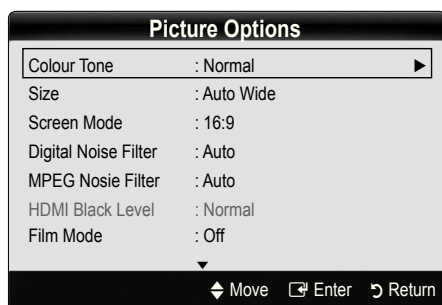 Picture Options
Colour Tone : Normal
Size : Auto Wide
Screen Mode : 16:9
Digital Noise Filter : Auto
MPEG Nosie Filter : Auto
HDMI Black Level : Normal
Film Mode : Off
Move Enter Return